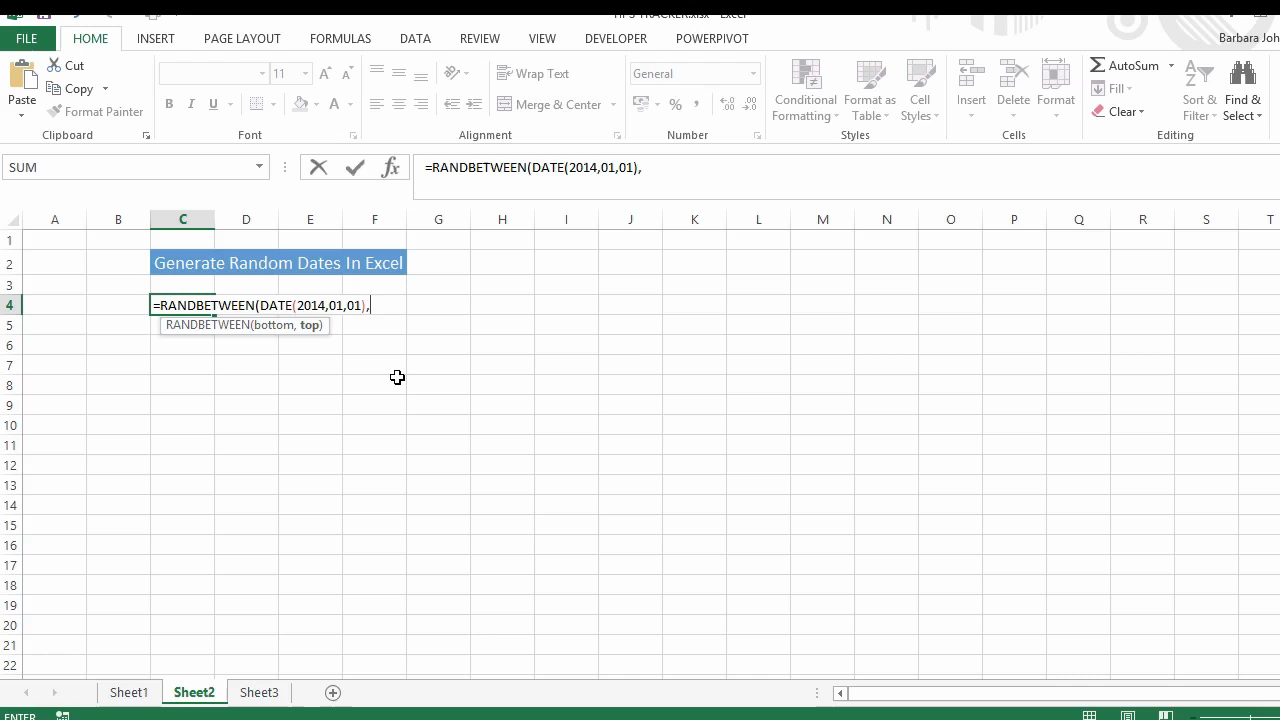 FILE HOME INSERT PAGE LAYOUT FORMULAS DATA REVIEW VIEW DEVELOPER POWERPIVOT Barbara Joh
Paste Cut Copy Format Painter
11 Wrap Text General Conditional Formatting Format as Table Cell Styles Insert Delete Format AutoSum Fill Clear Sort & Filter Find & Select
B I U A Merge & Center % ,
Clipboard Font Alignment Number Styles Cells Editing
SUM fx =RANDBETWEEN(DATE(2014,01,01),
A B C D E F G H I J K L M N O P Q R S T
1
2 Generate Random Dates In Excel
3
4 =RANDBETWEEN(DATE(2014,01,01),
5 RANDBETWEEN(bottom, top)
6
7
8
9
10
11
12
13
14
15
16
17
18
19
20
21
22
Sheet1 Sheet2 Sheet3
ENTER